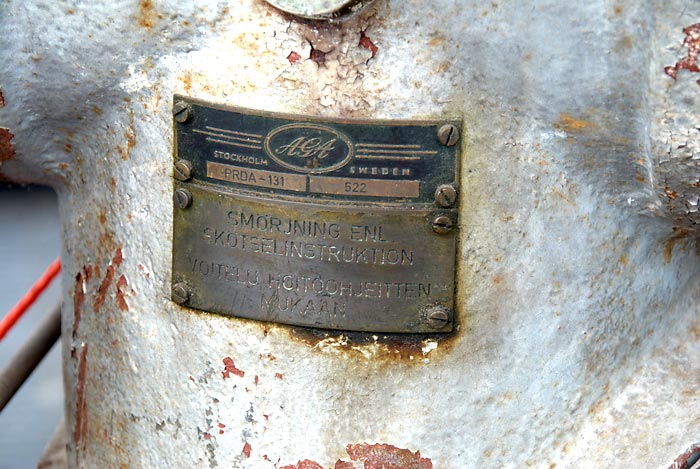 AGA
STOCKHOLM SWEDEN
PRDA-131 522
SMÖRJNING ENL
SKÖTSELINSTRUKTION
VOITELU HOITOOHJEITTEN
MUKAAN